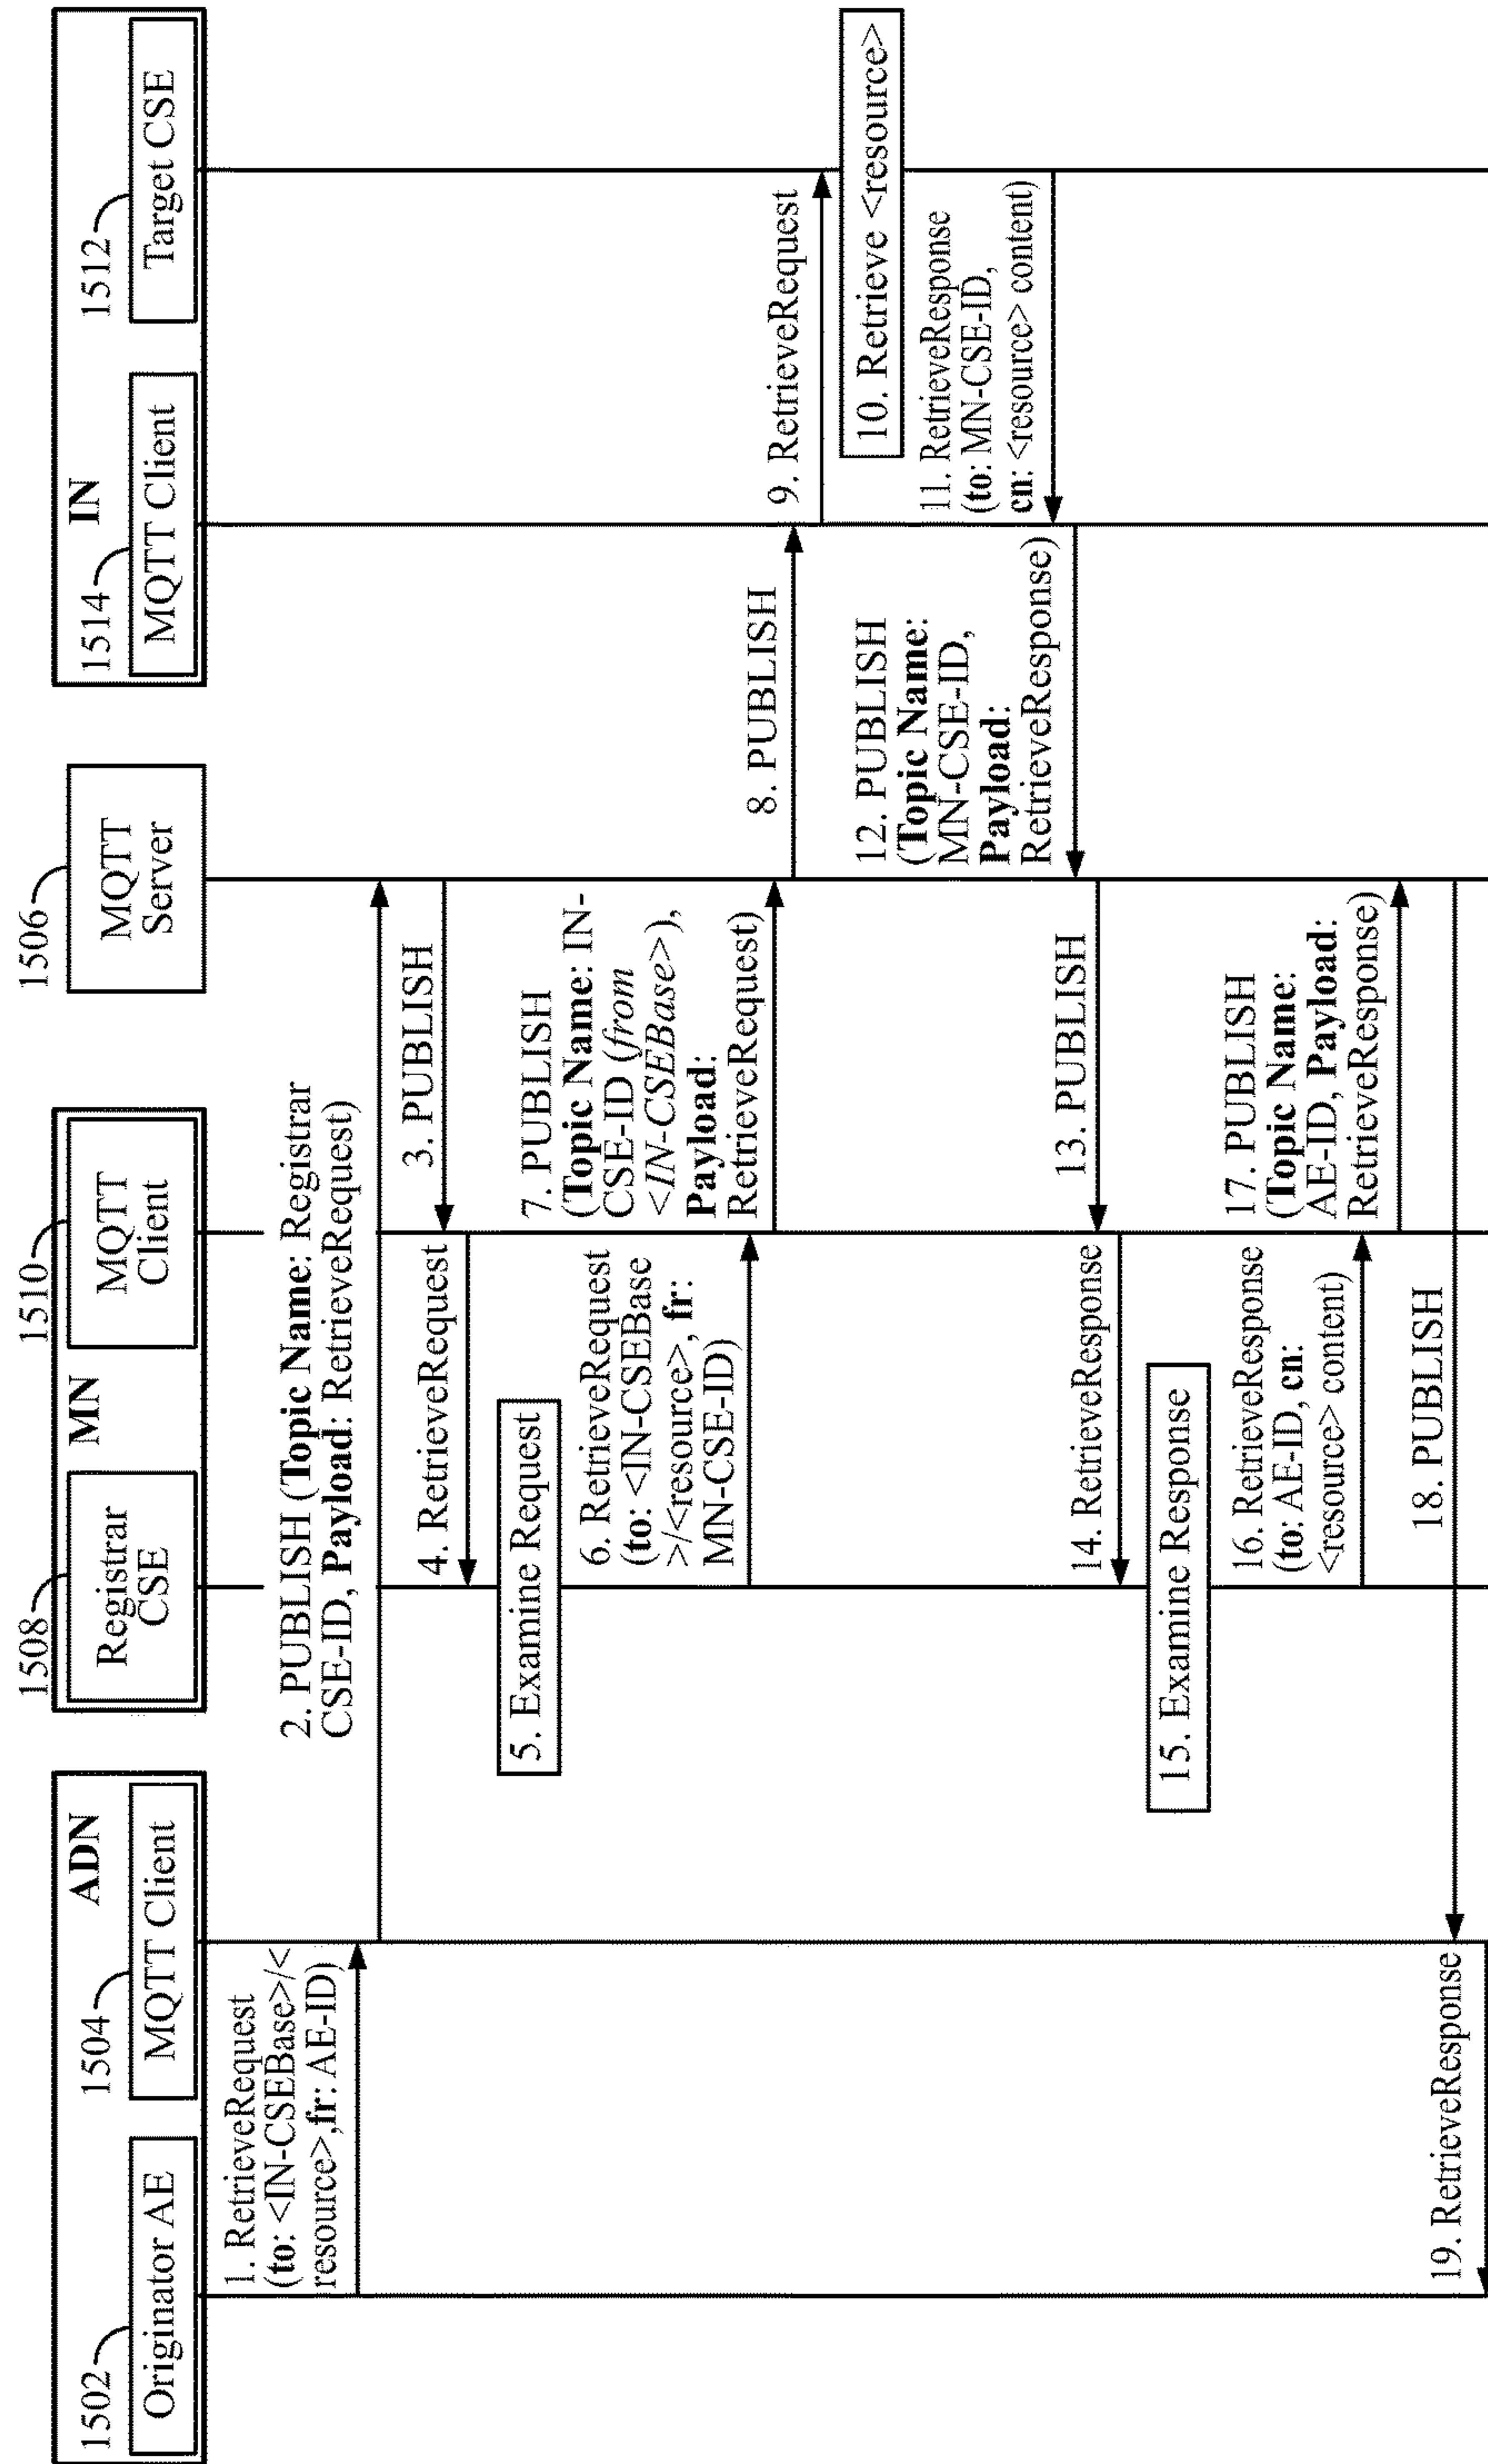 ADN
1502
Originator AE
1504
MQTT Client
MN
1508
Registrar
CSE
1510
MQTT
Client
1506
MQTT
Server
IN
1514
MQTT Client
1512
Target CSE
1. RetrieveRequest
(to: <IN-CSEBase>/<
resource>,fr: AE-ID)
2. PUBLISH (Topic Name: Registrar
CSE-ID, Payload: RetrieveRequest)
3. PUBLISH
4. RetrieveRequest
5. Examine Request
6. RetrieveRequest
(to: <IN-CSEBase
>/<resource>, fr:
MN-CSE-ID)
7. PUBLISH
(Topic Name: IN-
CSE-ID (from
<IN-CSEBase>),
Payload:
RetrieveRequest)
8. PUBLISH
9. RetrieveRequest
10. Retrieve <resource>
11. RetrieveResponse
(to: MN-CSE-ID,
cn: <resource> content)
12. PUBLISH
(Topic Name:
MN-CSE-ID,
Payload:
RetrieveResponse)
13. PUBLISH
14. RetrieveResponse
15. Examine Response
16. RetrieveResponse
(to: AE-ID, cn:
<resource> content)
17. PUBLISH
(Topic Name:
AE-ID, Payload:
RetrieveResponse)
18. PUBLISH
19. RetrieveResponse